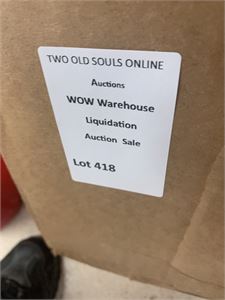 TWO OLD SOULS ONLINE
Auctions
WOW Warehouse
Liquidation
Auction Sale
Lot 418